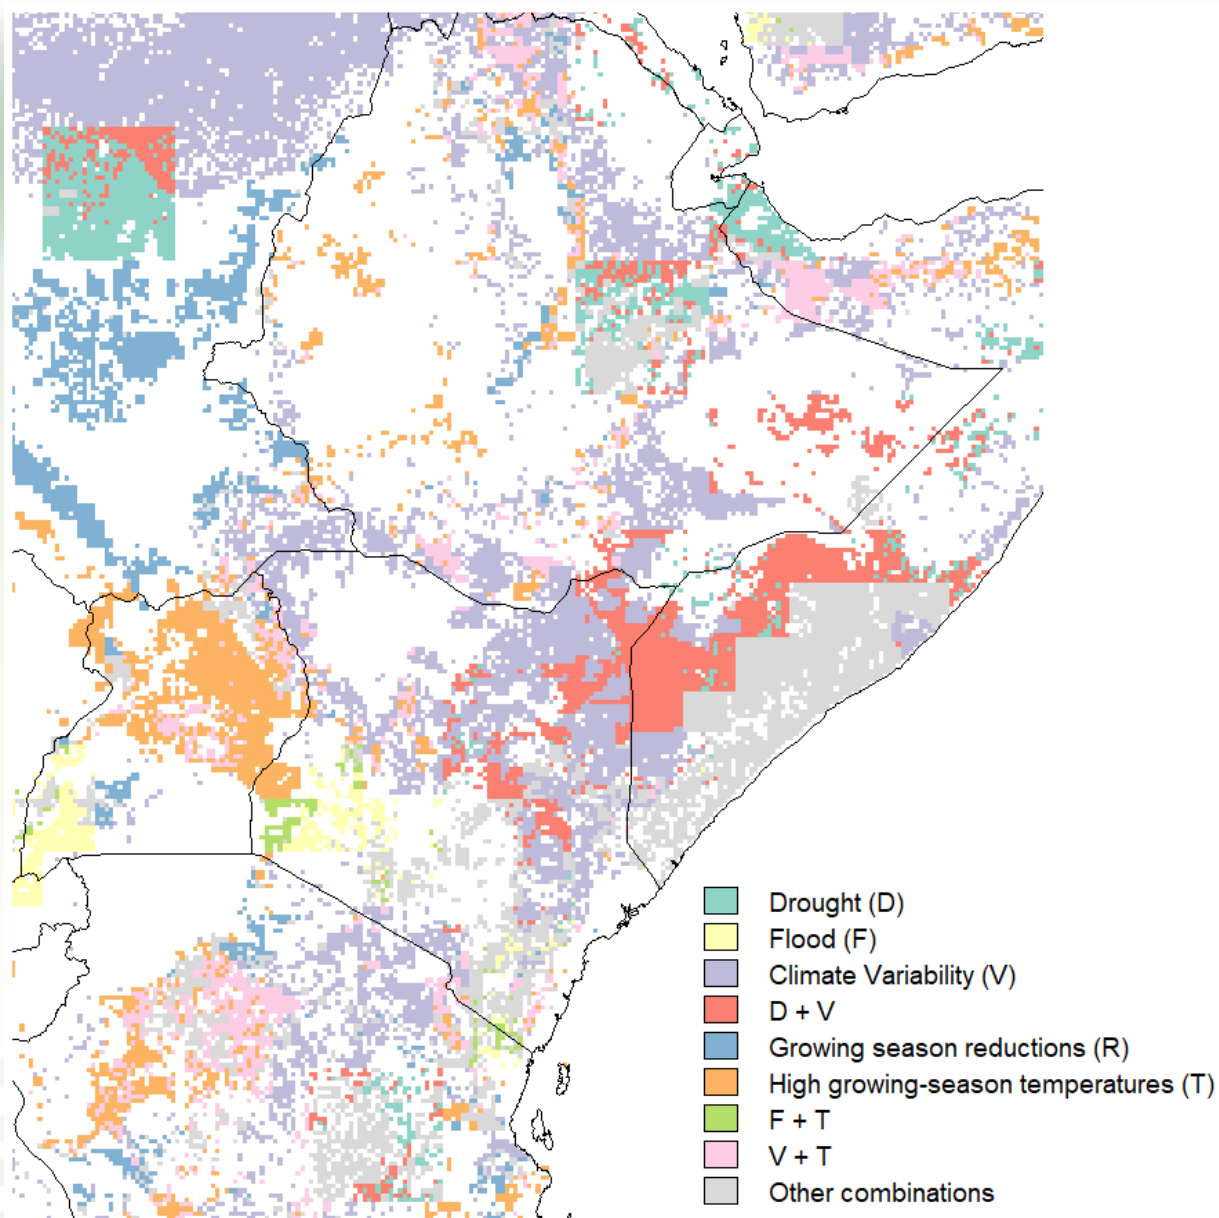 Drought (D)
Flood (F)
Climate Variability (V)
D + V
Growing season reductions (R)
High growing-season temperatures (T)
F + T
V + T
Other combinations